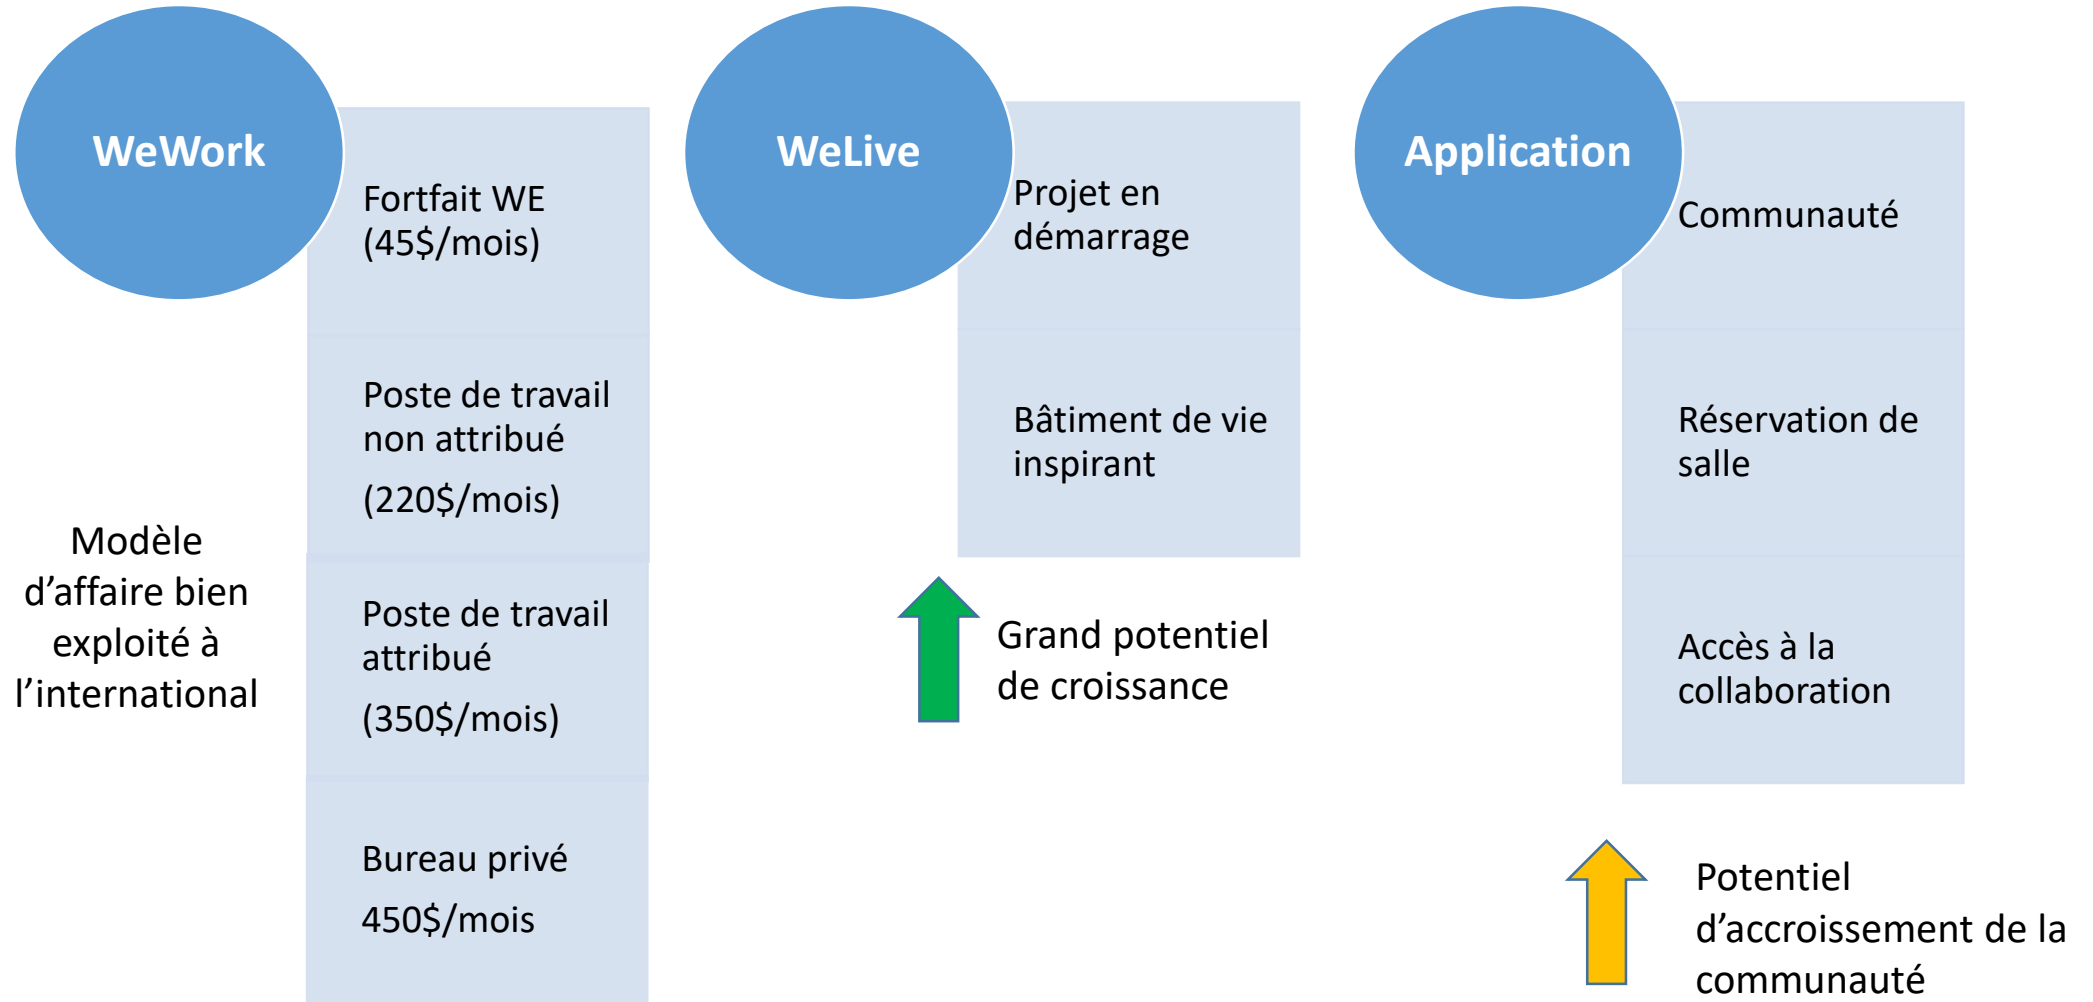 WeWork
Fortfait WE
(45$/mois)
Poste de travail
non attribué
(220$/mois)
Poste de travail
attribué
(350$/mois)
Bureau privé
450$/mois
Modèle
d’affaire bien
exploité à
l’international
WeLive
Projet en
démarrage
Bâtiment de vie
inspirant
Grand potentiel
de croissance
Application
Communauté
Réservation de
salle
Accès à la
collaboration
Potentiel
d’accroissement de la
communauté